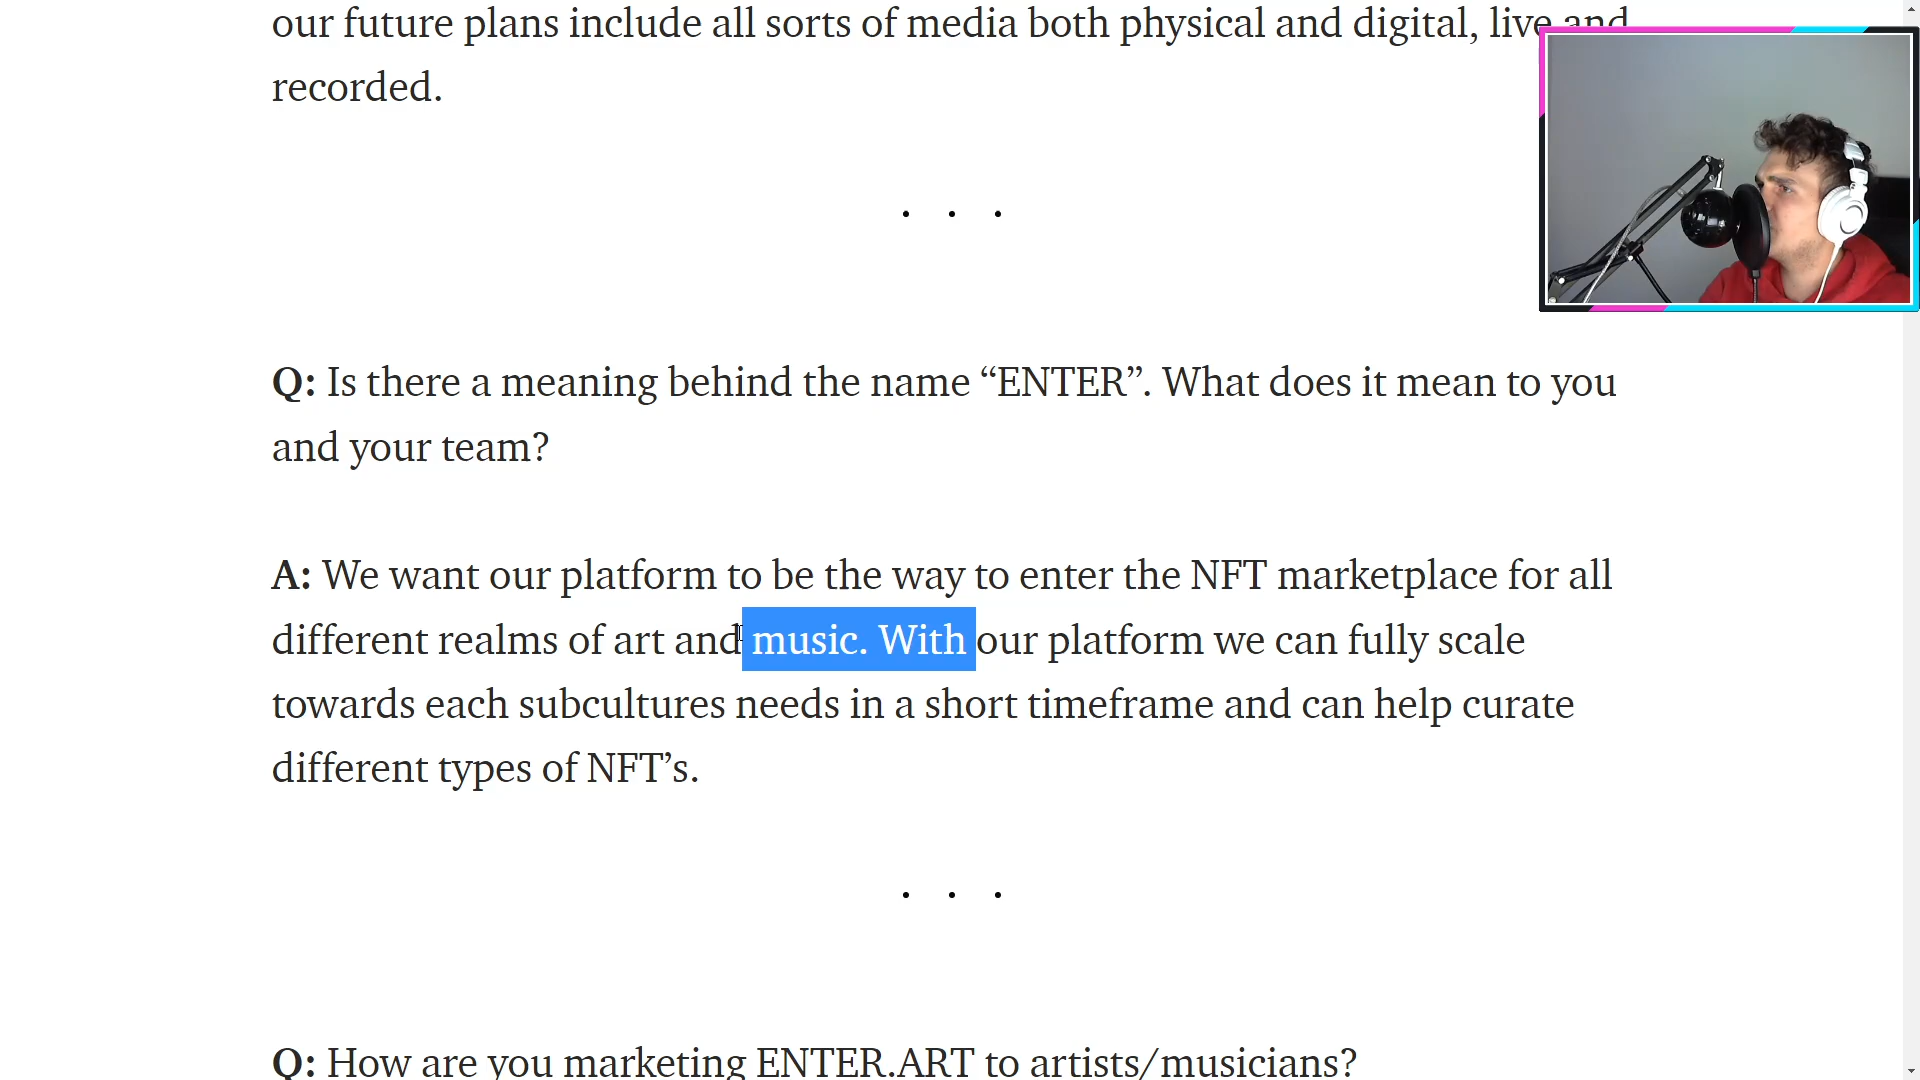 our future plans include all sorts of media both physical and digital, live and
recorded.
. . .
Q: Is there a meaning behind the name “ENTER”. What does it mean to you
and your team?
A: We want our platform to be the way to enter the NFT marketplace for all
different realms of art and music. With our platform we can fully scale
towards each subcultures needs in a short timeframe and can help curate
different types of NFT’s.
. . .
Q: How are you marketing ENTER.ART to artists/musicians?